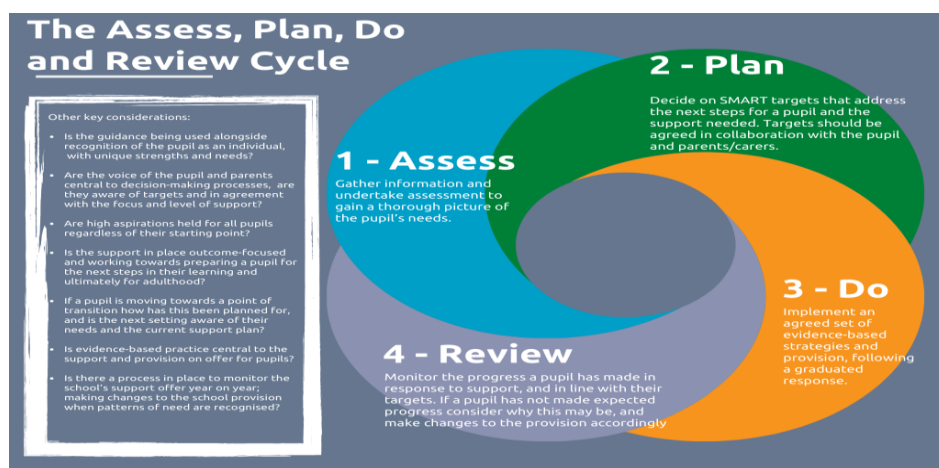 The Assess, Plan, Do
and Review Cycle
Other key considerations:
• Is the guidance being used alongside
recognition of the pupil as an individual,
with unique strengths and needs?
• Are the voice of the pupil and parents
central to decision-making processes, are
they aware of targets and in agreement
with the focus and level of support?
• Are high aspirations held for all pupils
regardless of their starting point?
• Is the support in place outcome-focused
and working towards preparing a pupil for
the next steps in their learning and
ultimately for adulthood?
• If a pupil is moving towards a point of
transition how has this been planned for,
and is the next setting aware of their
needs and the current support plan?
• Is evidence-based practice central to the
support and provision on offer for pupils?
• Is there a process in place to monitor the
school's support offer year on year;
making changes to the school provision
when patterns of need are recognised?
1 - Assess
Gather information and
undertake assessment to
gain a thorough picture of
the pupil's needs.
2 - Plan
Decide on SMART targets that address
the next steps for a pupil and the
support needed. Targets should be
agreed in collaboration with the pupil
and parents/carers.
3 - Do
Implement an
agreed set of
evidence-based
strategies and
provision, following
a graduated
response.
4 - Review
Monitor the progress a pupil has made in
response to support, and in line with their
targets. If a pupil has not made expected
progress consider why this may be, and
make changes to the provision accordingly